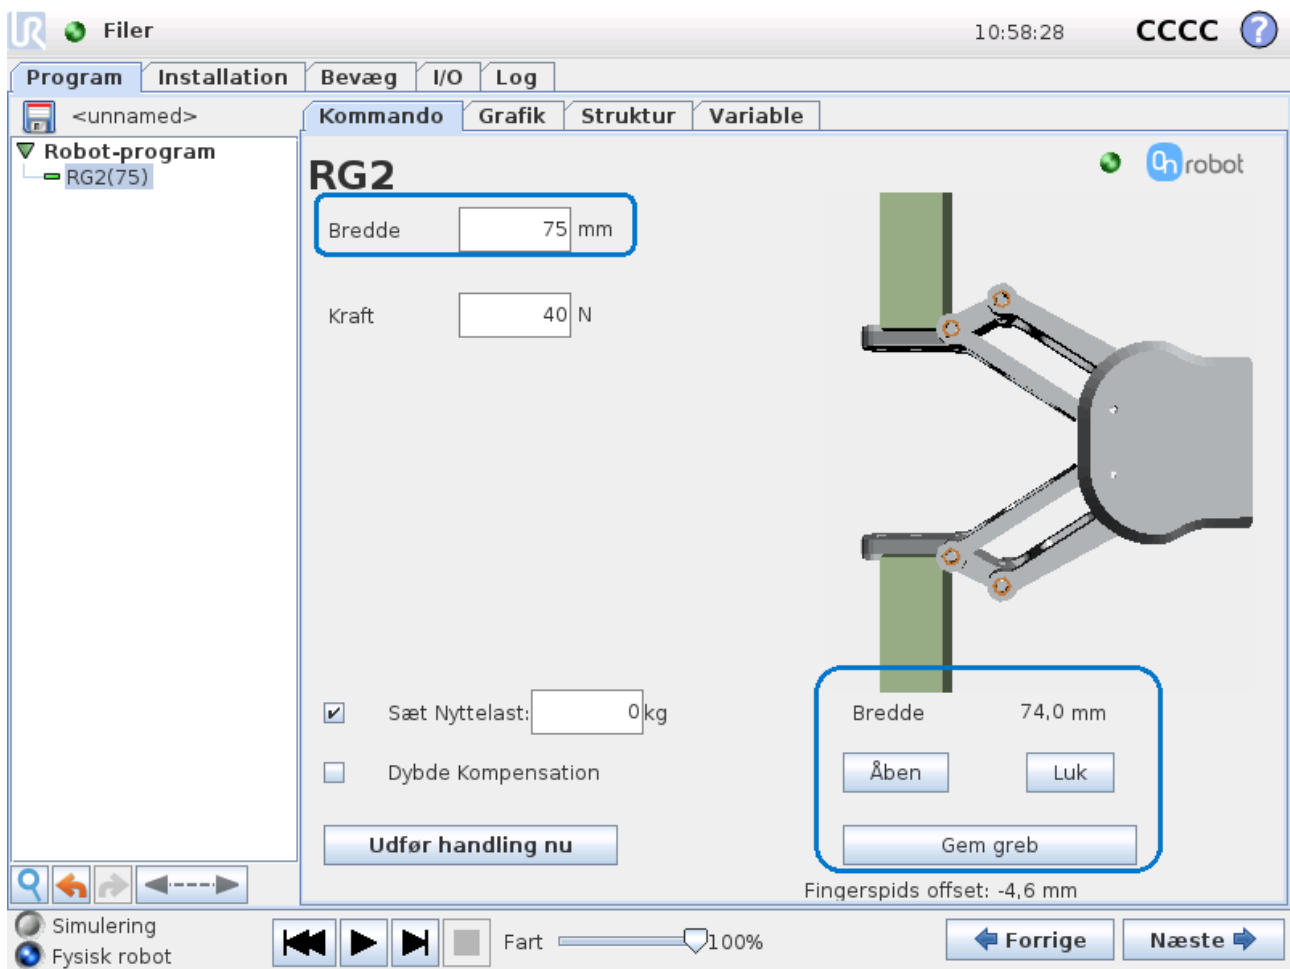 Filer 10:58:28 CCCC ?
Program Installation Bevæg I/O Log
<unnamed> Kommando Grafik Struktur Variable
Robot-program
RG2(75)
RG2
On robot
Bredde 75 mm
Kraft 40 N
Sæt Nyttelast: 0 kg
Bredde 74,0 mm
Dybde Kompensation
Åben Luk
Udfør handling nu
Gem greb
Fingerspids offset: -4,6 mm
Simulering
Fysisk robot
Fart 100%
Forrige Næste